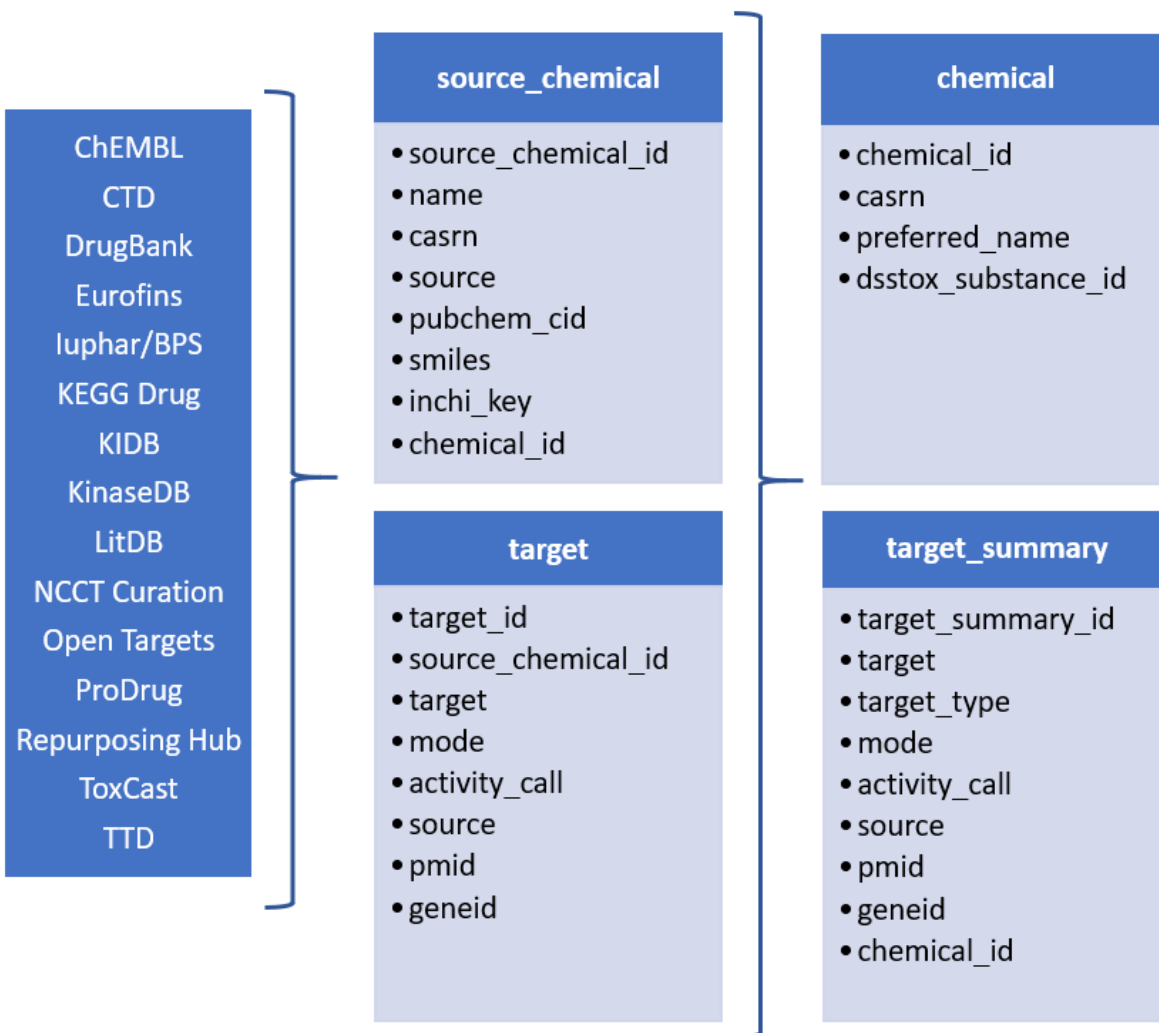 ChEMBL
CTD
DrugBank
Eurofins
Iuphar/BPS
KEGG Drug
KIDB
KinaseDB
LitDB
NCCT Curation
Open Targets
ProDrug
Repurposing Hub
ToxCast
TTD
source_chemical
• source_chemical_id
• name
• casrn
• source
• pubchem_cid
• smiles
• inchi_key
• chemical_id
target
• target_id
• source_chemical_id
• target
• mode
• activity_call
• source
• pmid
• geneid
chemical
• chemical_id
• casrn
• preferred_name
• dsstox_substance_id
target_summary
• target_summary_id
• target
• target_type
• mode
• activity_call
• source
• pmid
• geneid
• chemical_id